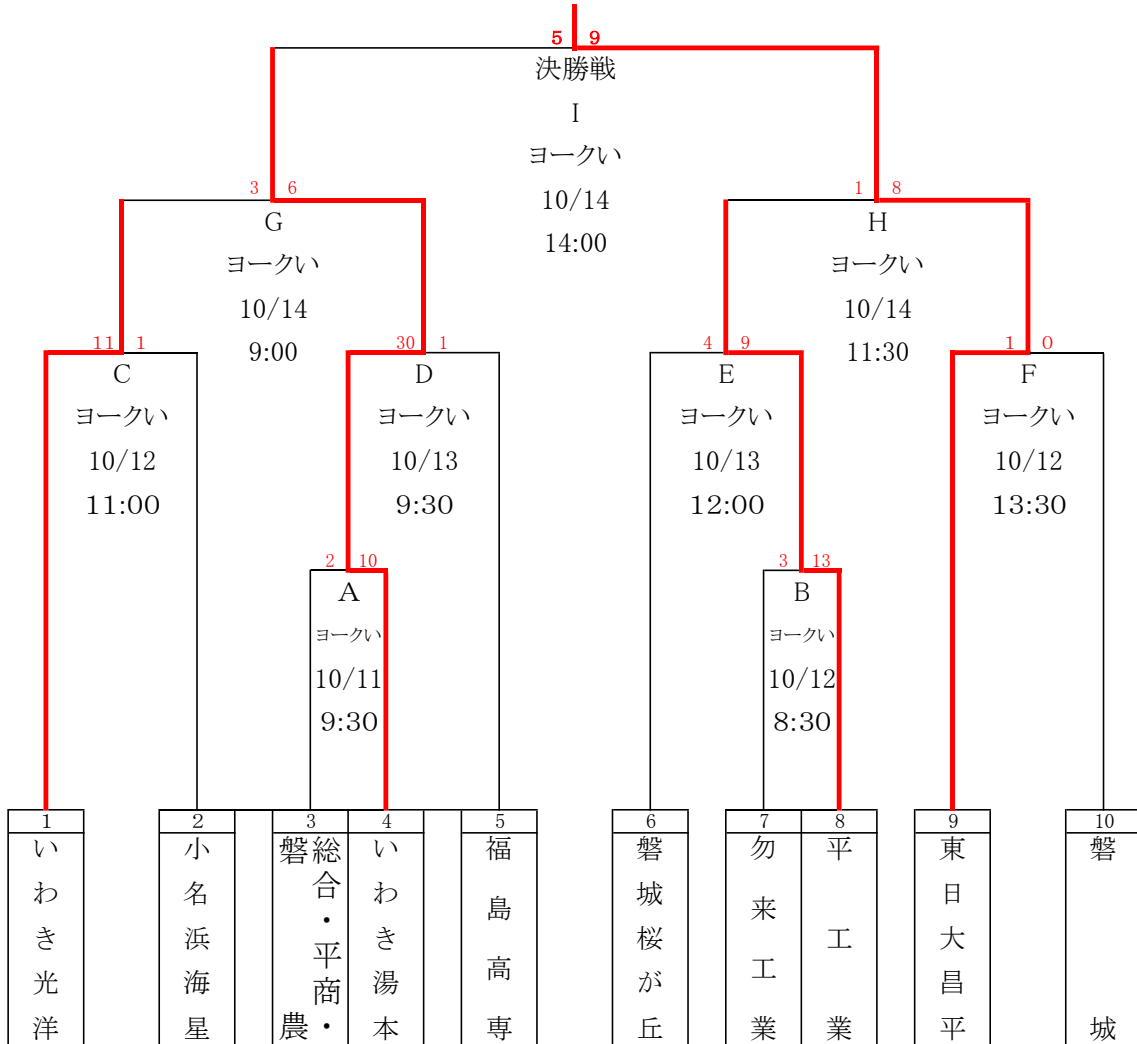 5 9
決勝戦
I
ヨークい
10/14
14:00
3 6
G
ヨークい
10/14
9:00
1 8
H
ヨークい
10/14
11:30
11 1
C
ヨークい
10/12
11:00
30 1
D
ヨークい
10/13
9:30
4 9
E
ヨークい
10/13
12:00
1 0
F
ヨークい
10/12
13:30
2 10
A
ヨークい
10/11
9:30
3 13
B
ヨークい
10/12
8:30
1
いわき光洋
2
小名浜海星
3
総合・平商・
磐農
4
いわき湯本
5
福島高専
6
磐城桜が丘
7
勿来工業
8
平工業
9
東日大昌平
10
磐城